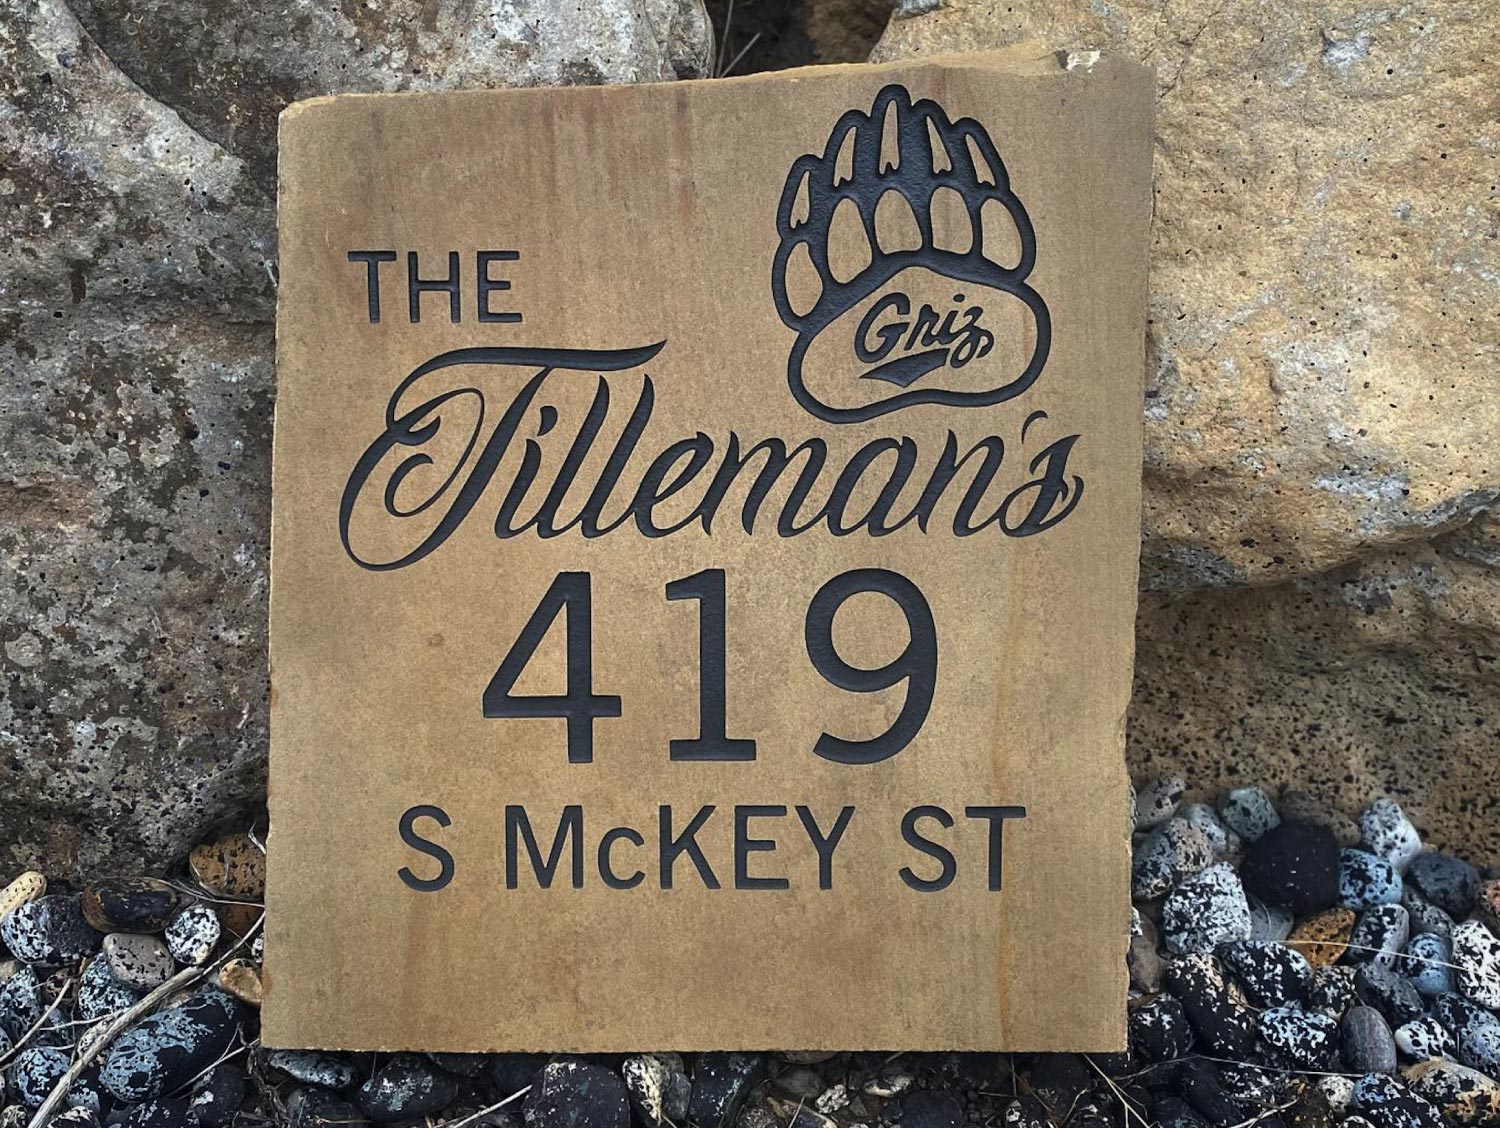 Griz
THE
Tilleman's
419
S McKEY ST